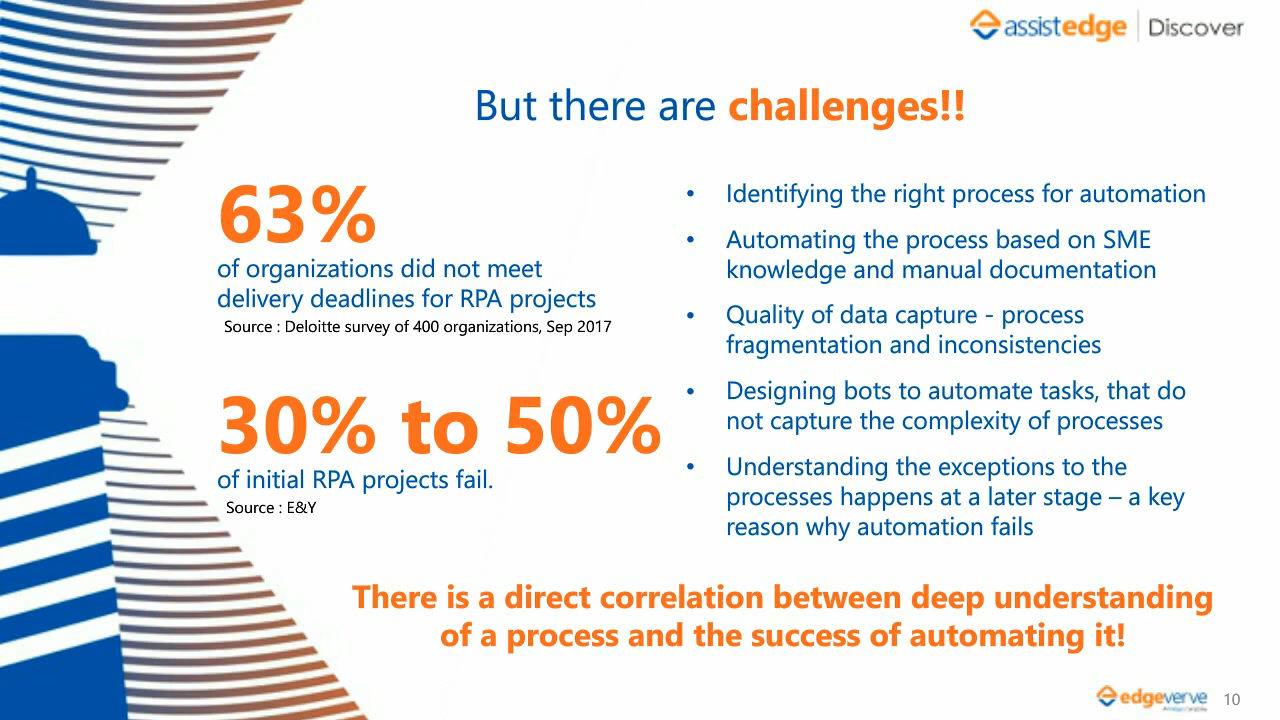 assistedge | Discover
But there are challenges!!
63%
of organizations did not meet
delivery deadlines for RPA projects
Source : Deloitte survey of 400 organizations, Sep 2017
30% to 50%
of initial RPA projects fail.
Source : E&Y
• Identifying the right process for automation
• Automating the process based on SME
knowledge and manual documentation
• Quality of data capture - process
fragmentation and inconsistencies
• Designing bots to automate tasks, that do
not capture the complexity of processes
• Understanding the exceptions to the
processes happens at a later stage – a key
reason why automation fails
There is a direct correlation between deep understanding
of a process and the success of automating it!
edgeverve
10